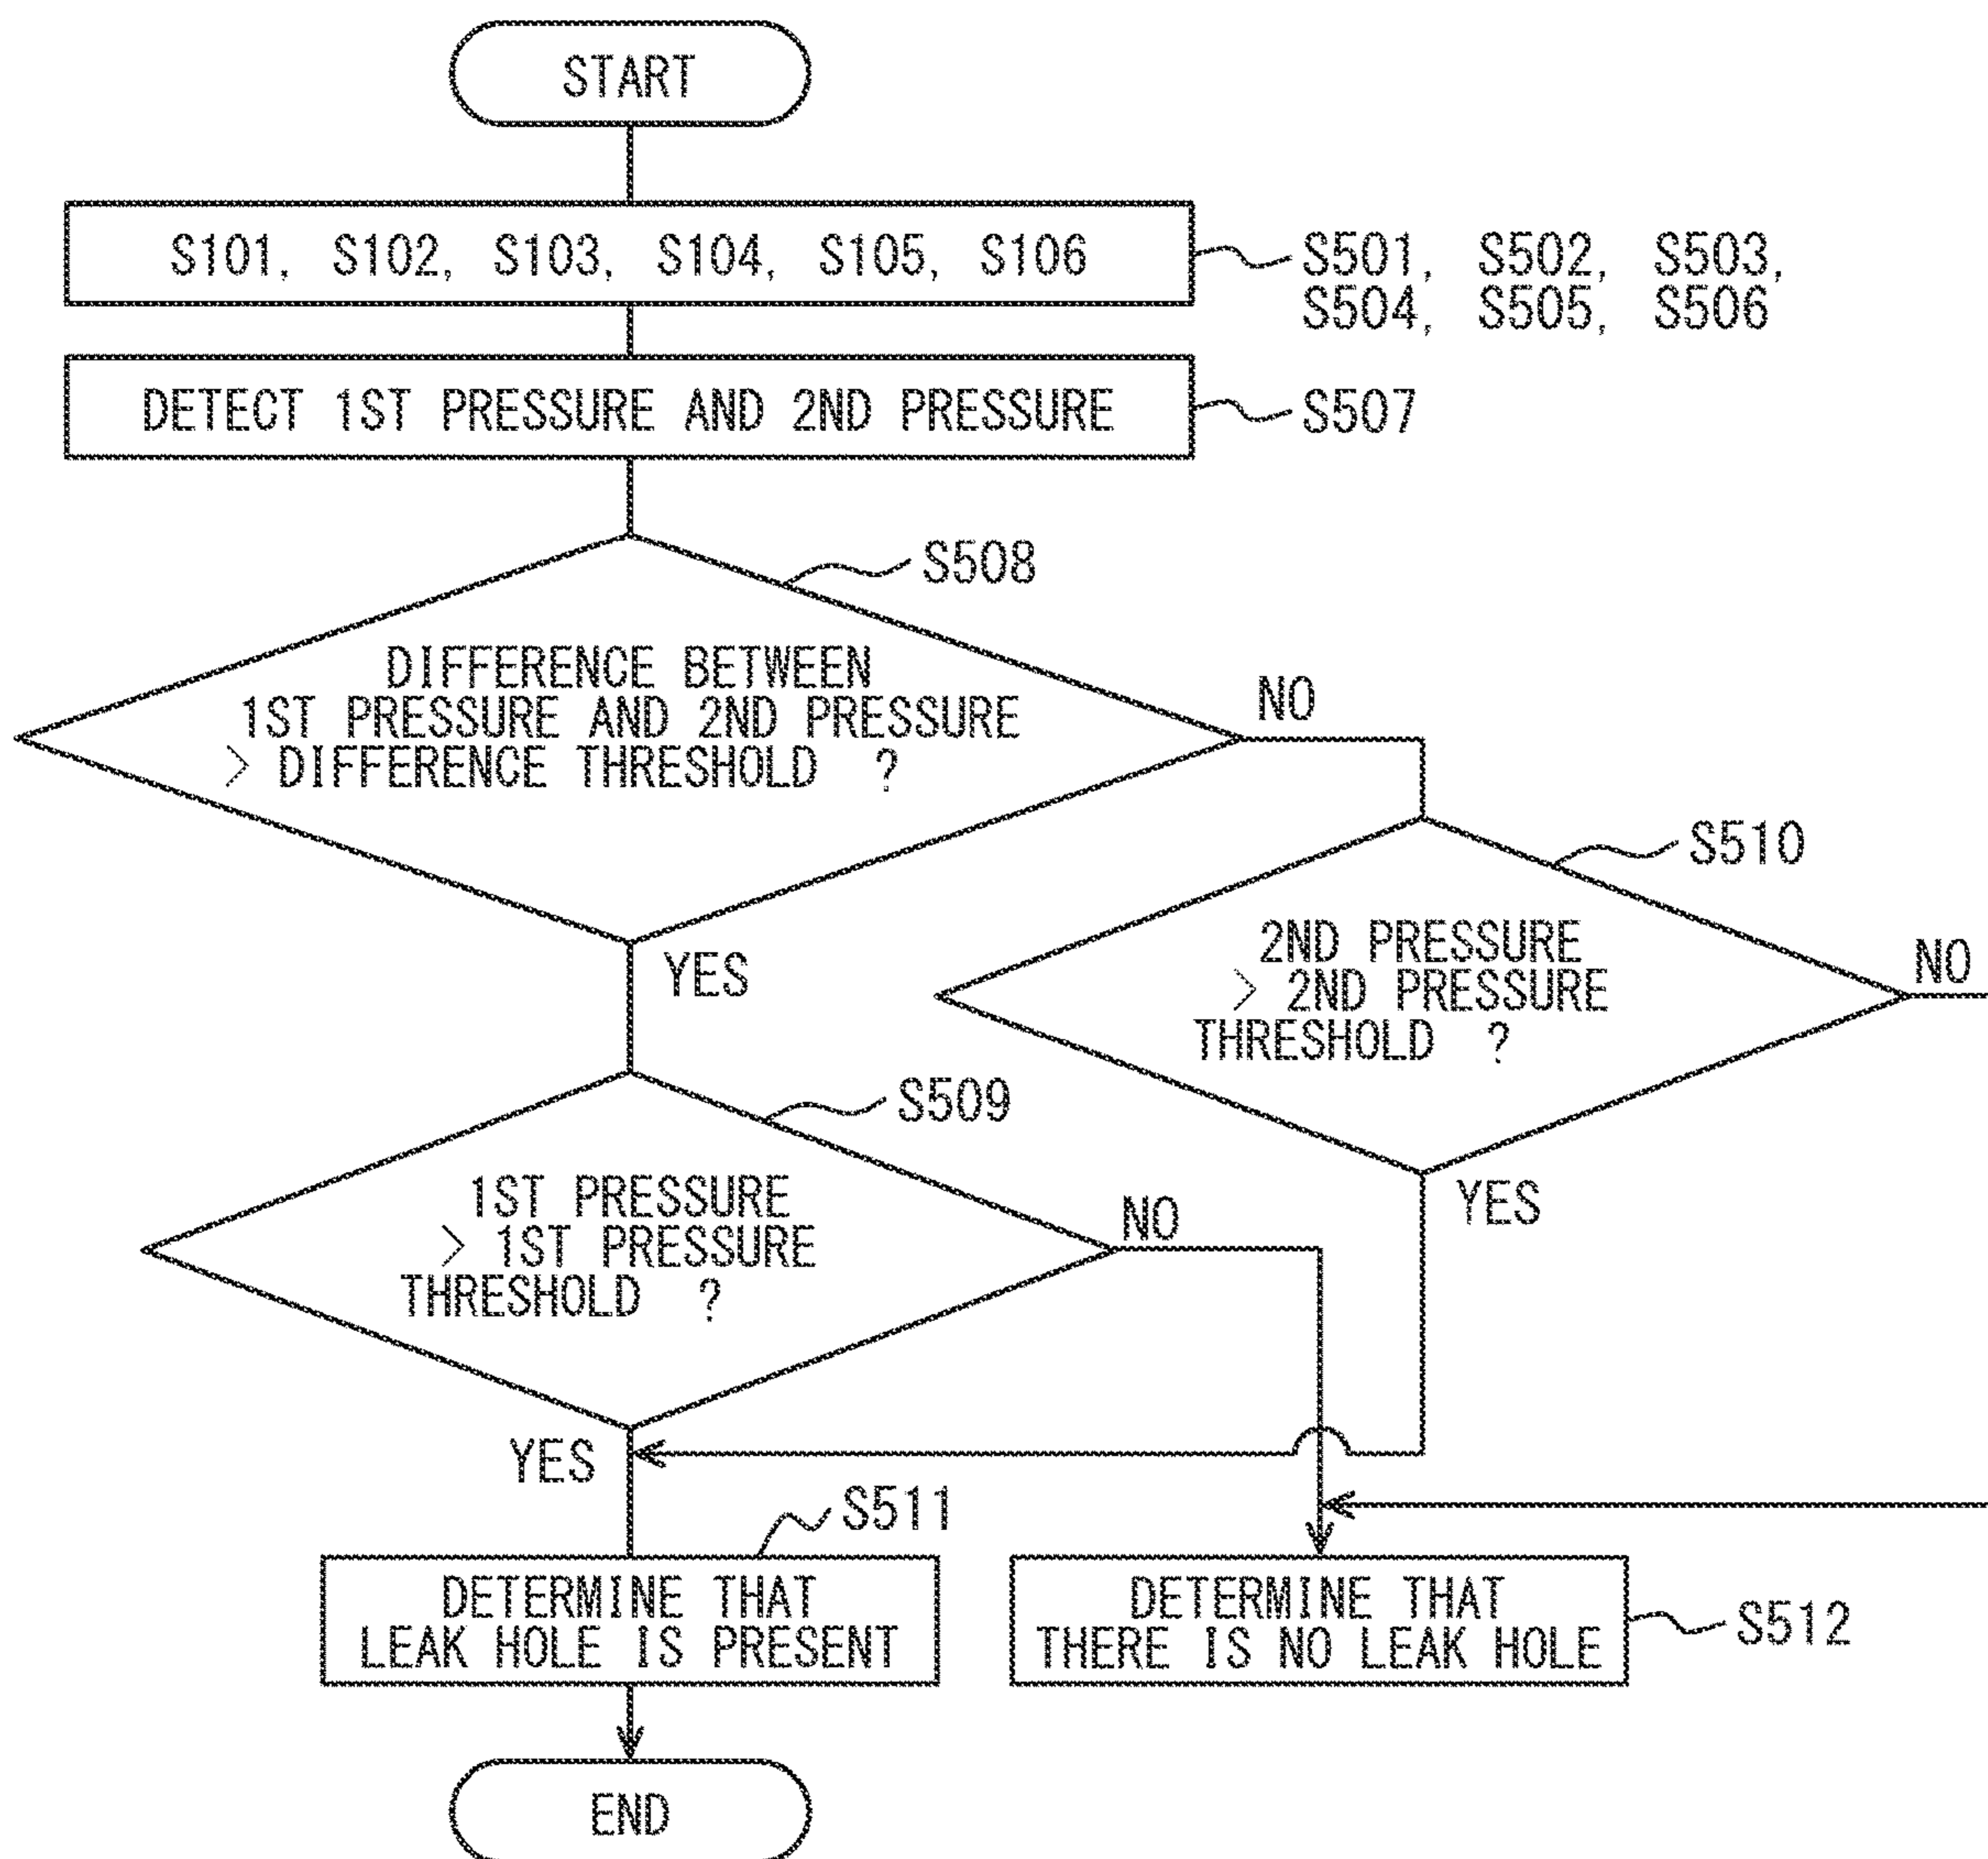 START
S101, S102, S103, S104, S105, S106
S501, S502, S503,
S504, S505, S506
DETECT 1ST PRESSURE AND 2ND PRESSURE
S507
S508
DIFFERENCE BETWEEN
1ST PRESSURE AND 2ND PRESSURE
> DIFFERENCE THRESHOLD ?
NO
YES
S510
2ND PRESSURE
> 2ND PRESSURE
THRESHOLD ?
NO
YES
S509
1ST PRESSURE
> 1ST PRESSURE
THRESHOLD ?
NO
YES
S511
DETERMINE THAT
LEAK HOLE IS PRESENT
DETERMINE THAT
THERE IS NO LEAK HOLE
S512
END